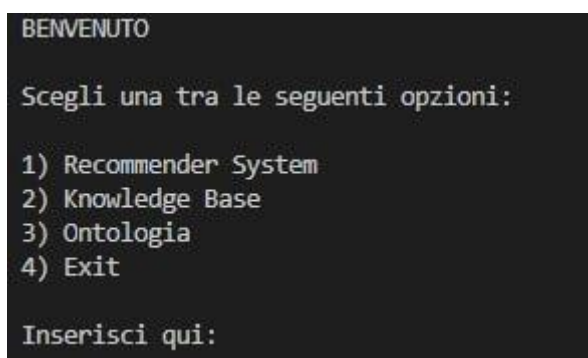 BENVENUTO
Scegli una tra le seguenti opzioni:
1) Recommender System
2) Knowledge Base
3) Ontologia
4) Exit
Inserisci qui: